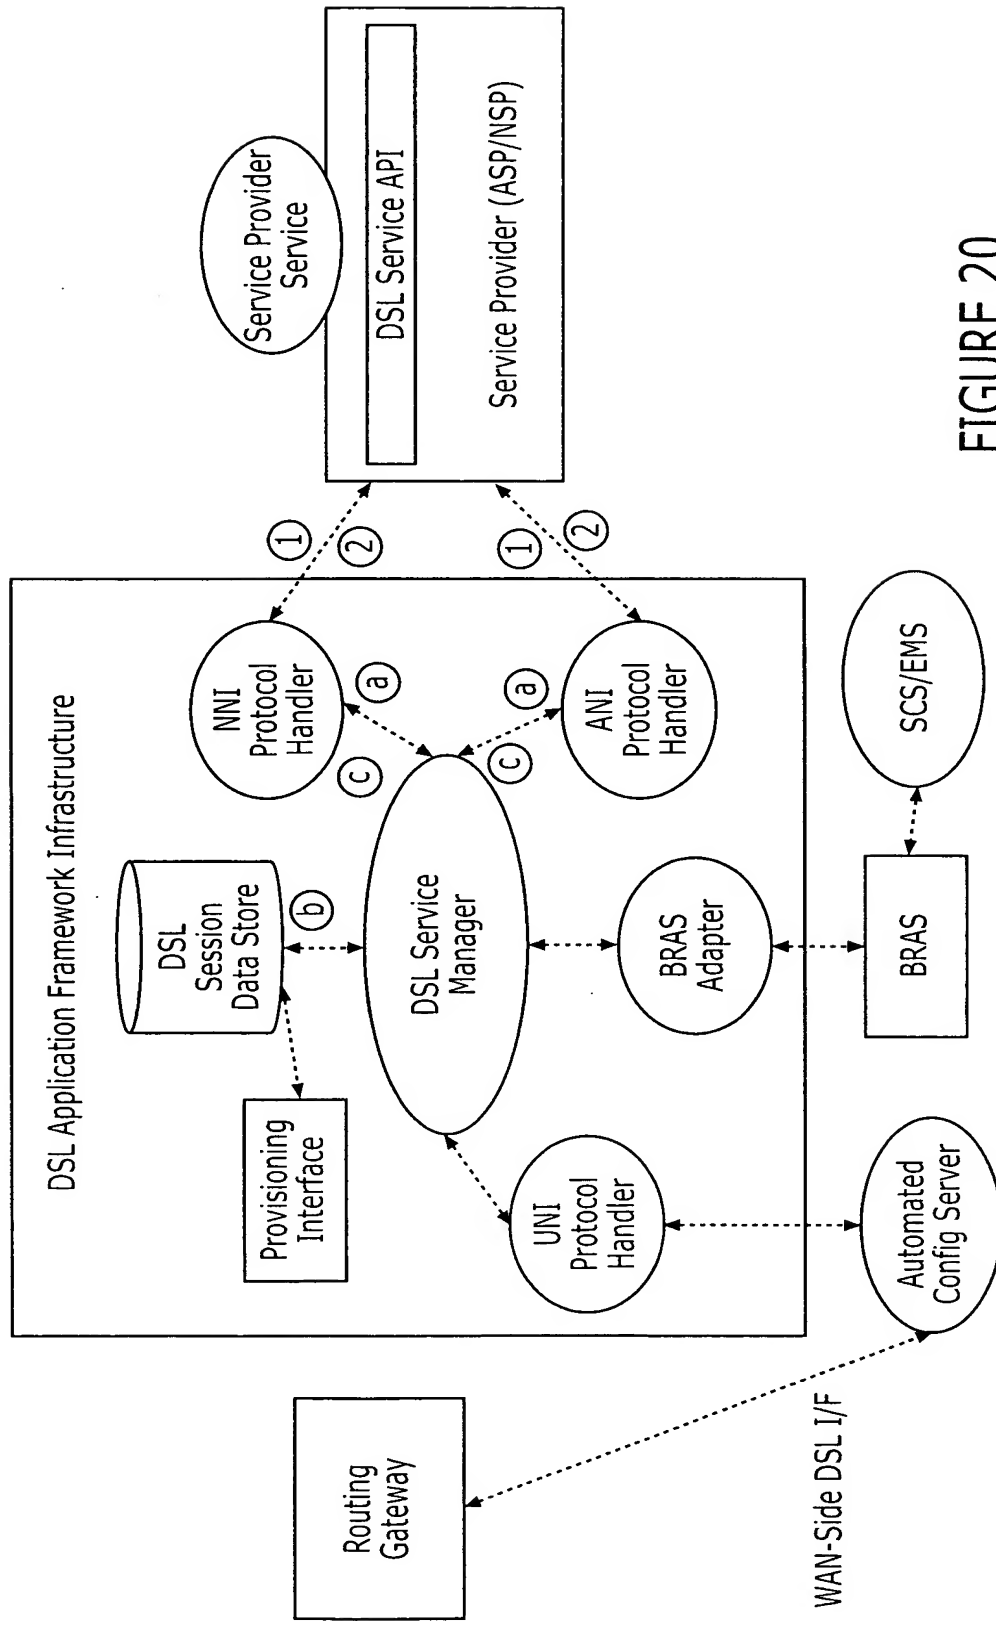 DSL Application Framework Infrastructure
Provisioning
Interface
DSL
Session
Data Store
b
NNI
Protocol
Handler
1
2
a
c
Service Provider
Service
DSL Service API
Service Provider (ASP/NSP)
DSL Service
Manager
1
2
a
c
Routing
Gateway
UNI
Protocol
Handler
BRAS
Adapter
ANI
Protocol
Handler
WAN-Side DSL I/F
Automated
Config Server
BRAS
SCS/EMS
FIGURE 20